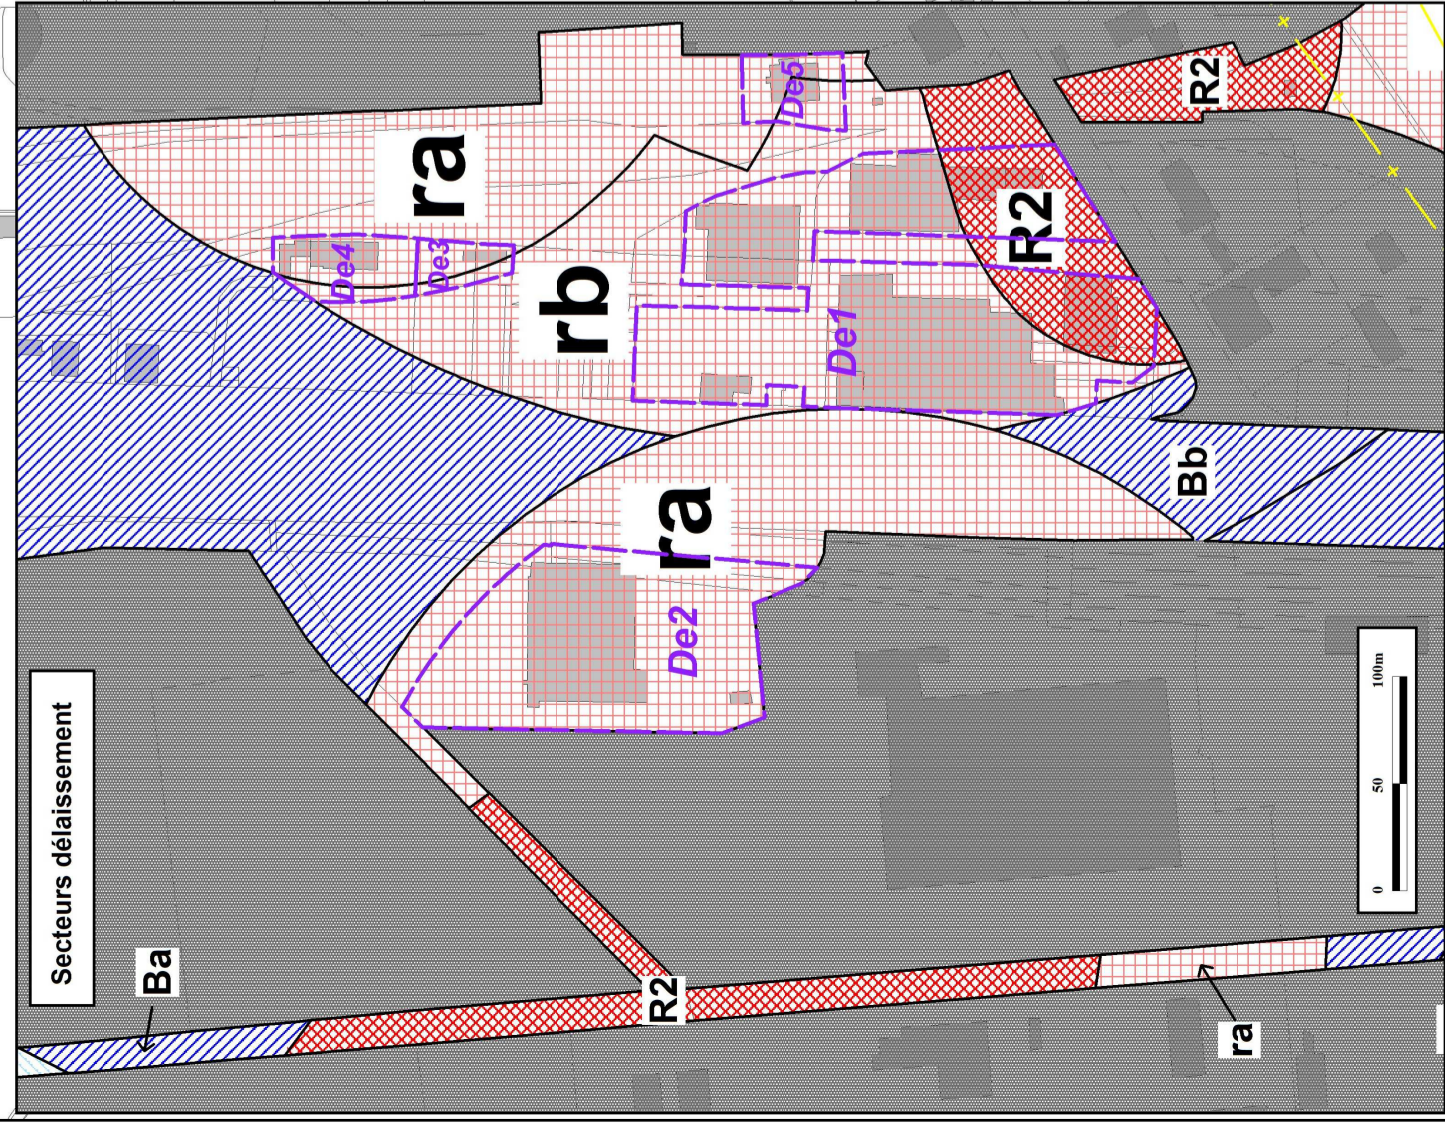 Secteurs délaissement
Ba
R2
ra
De2
ra
Bb
De4
De3
rb
De1
ra
De5
R2
R2
0 50 100m